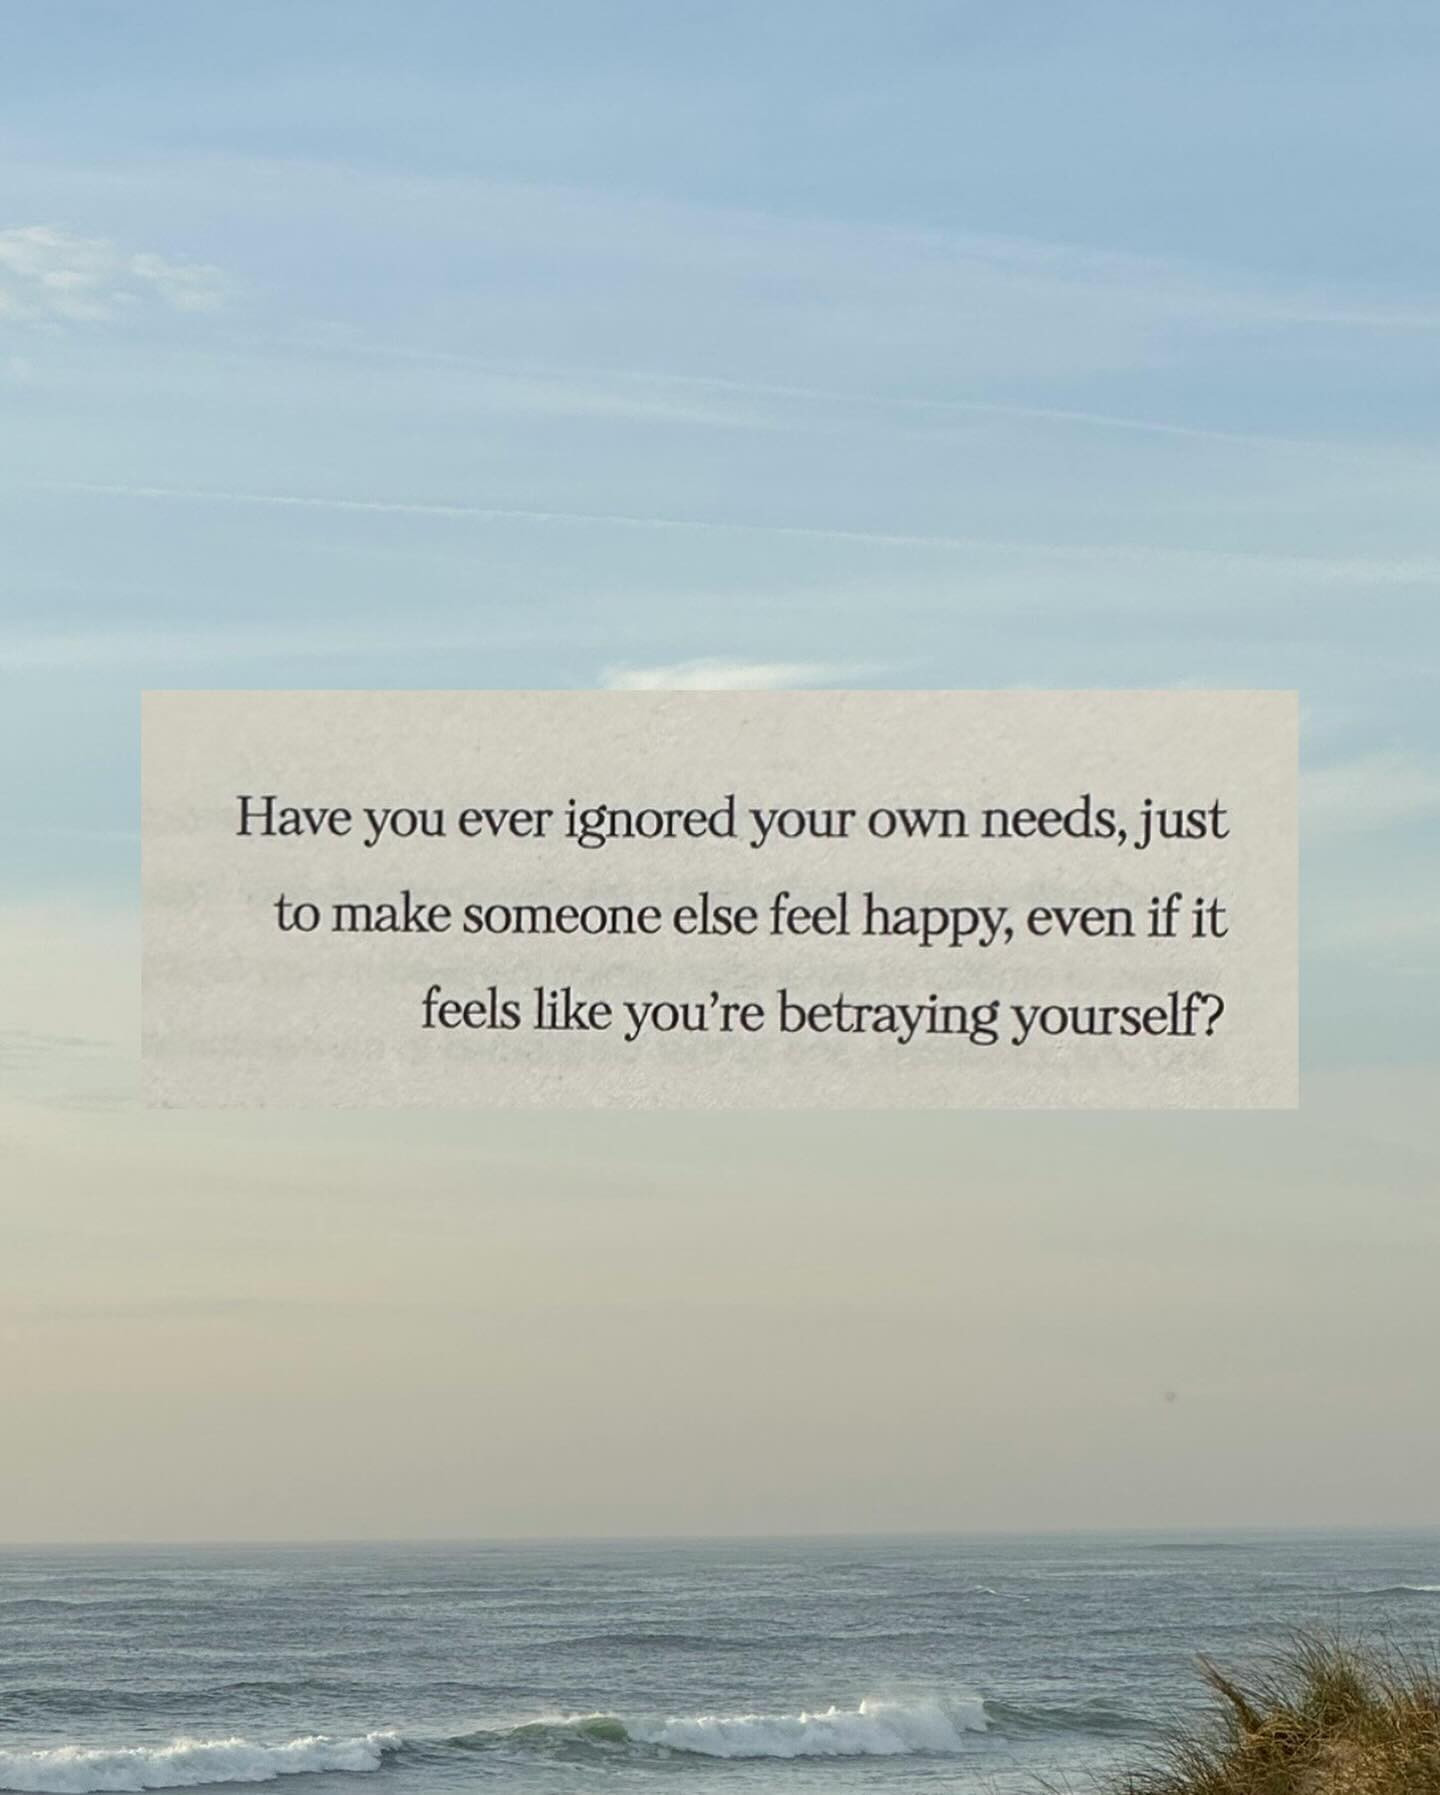 Have you ever ignored your own needs, just
to make someone else feel happy, even if it
feels like you’re betraying yourself?